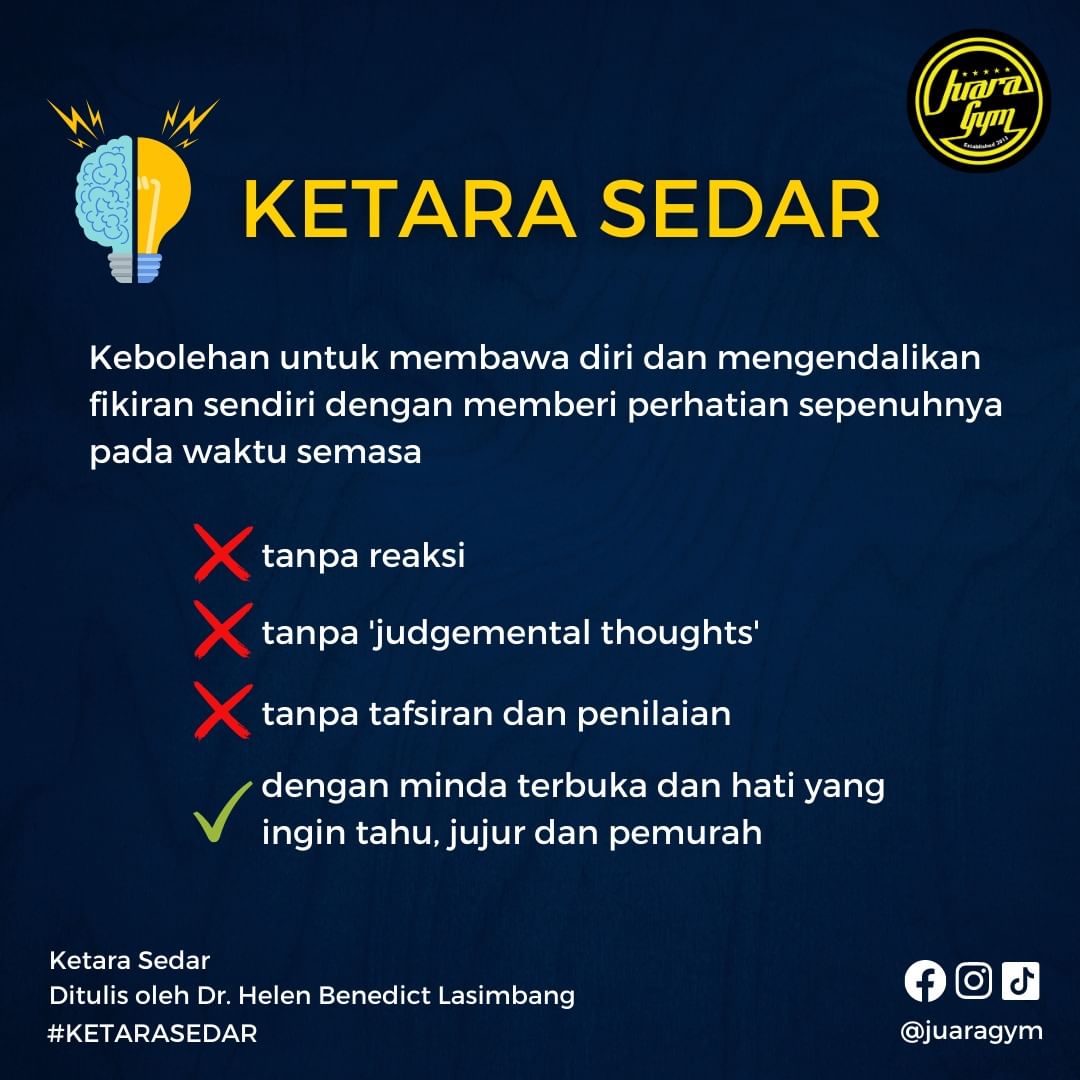 Juara
Gym
Established 2013
KETARA SEDAR
Kebolehan untuk membawa diri dan mengendalikan
fikiran sendiri dengan memberi perhatian sepenuhnya
pada waktu semasa
tanpa reaksi
tanpa 'judgemental thoughts'
tanpa tafsiran dan penilaian
dengan minda terbuka dan hati yang
ingin tahu, jujur dan pemurah
Ketara Sedar
Ditulis oleh Dr. Helen Benedict Lasimbang
#KETARASEDAR
@juaragym